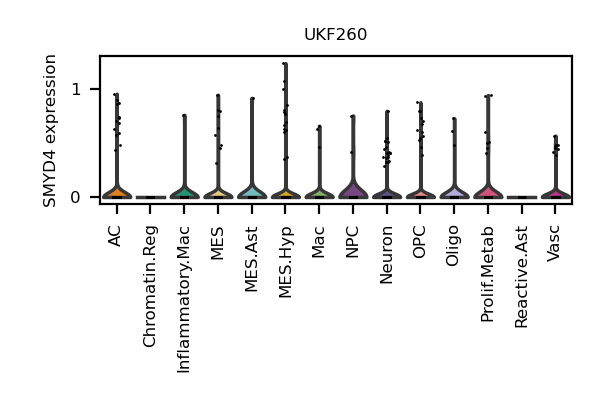 UKF260
SMYD4 expression
1
0
AC
Chromatin.Reg
Inflammatory.Mac
MES
MES.Ast
MES.Hyp
Mac
NPC
Neuron
OPC
Oligo
Prolif.Metab
Reactive.Ast
Vasc